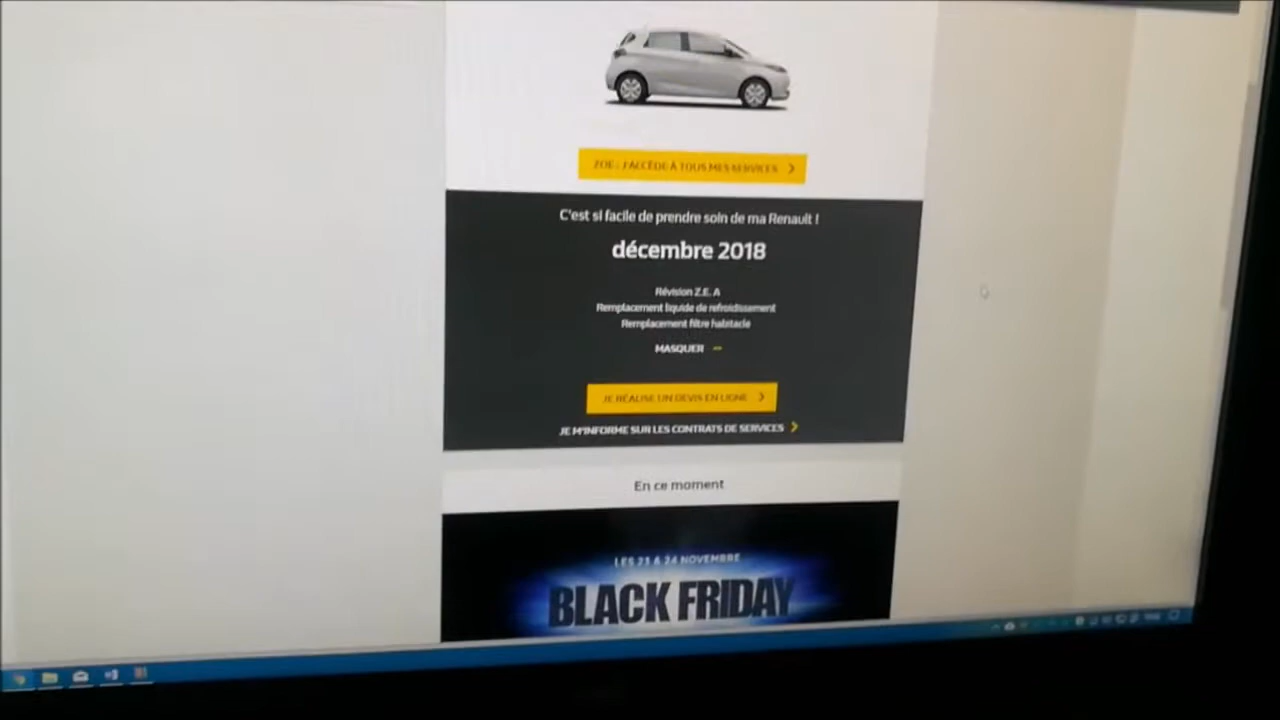 ZOE : J'ACCÈDE À TOUS MES SERVICES
C'est si facile de prendre soin de ma Renault !
décembre 2018
Révision Z.E. A
Remplacement liquide de refroidissement
Remplacement filtre habitacle
MASQUER
JE RÉALISE UN DEVIS EN LIGNE
JE M'INFORME SUR LES CONTRATS DE SERVICES
En ce moment
LES 23 & 24 NOVEMBRE
BLACK FRIDAY